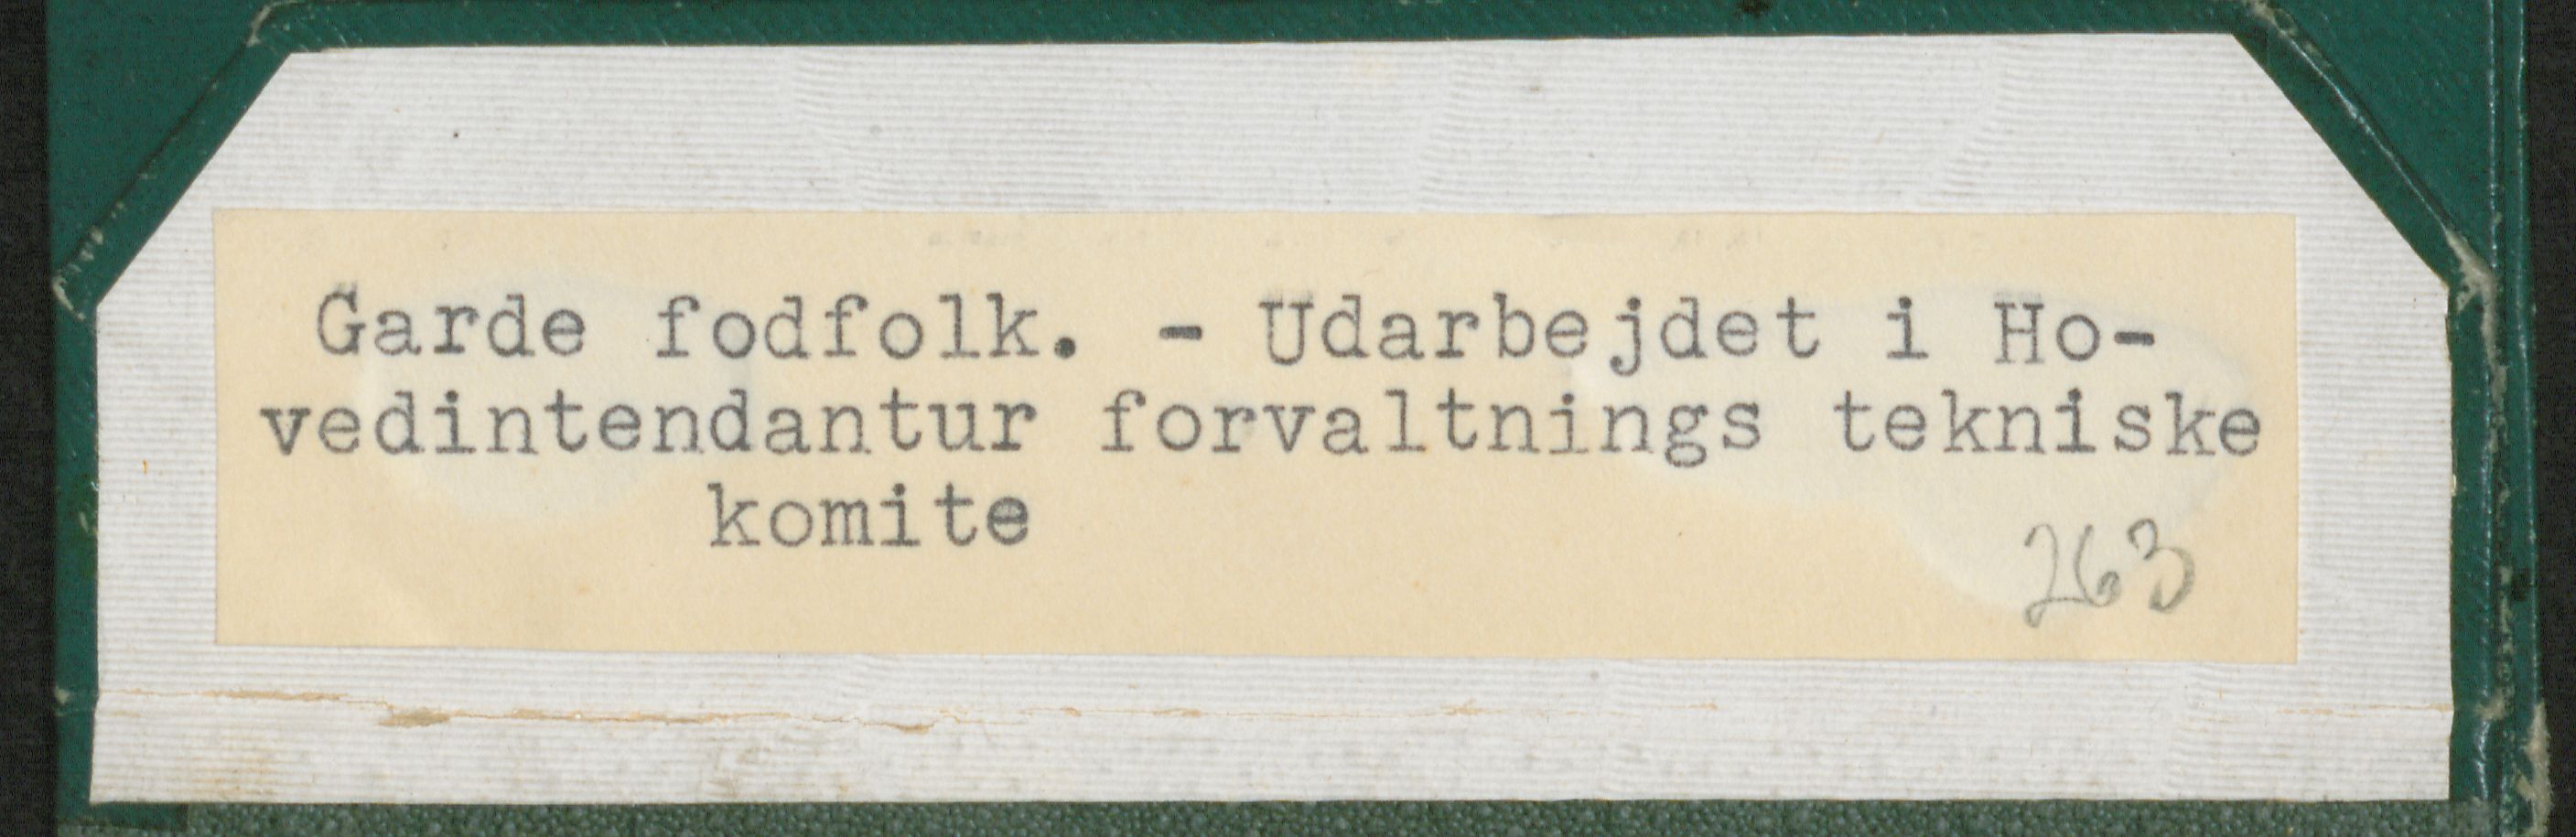 Garde fodfolk. - Udarbejdet i Ho-
vedintendantur forvaltnings tekniske
komite
263